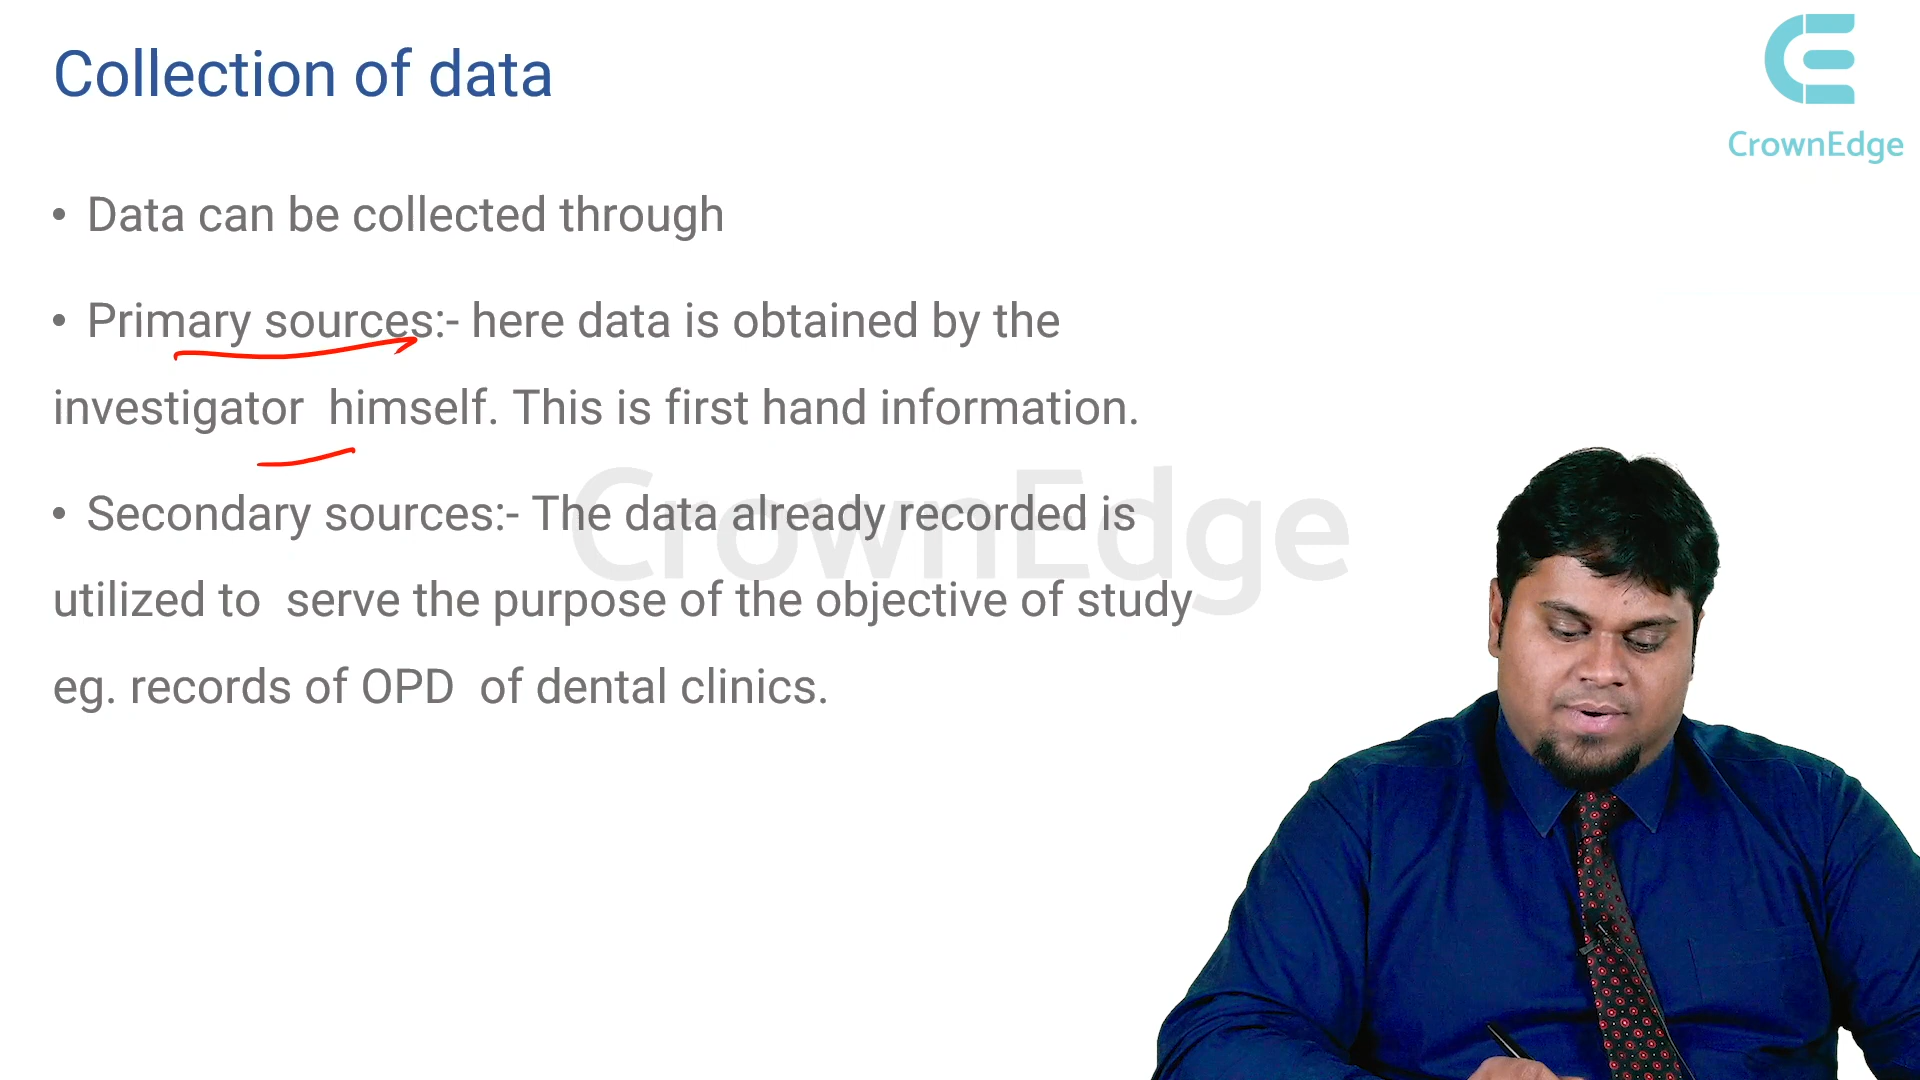 Collection of data
CrownEdge
• Data can be collected through
• Primary sources:- here data is obtained by the
investigator himself. This is first hand information.
• Secondary sources:- The data already recorded is
CrownEdge
utilized to serve the purpose of the objective of study
eg. records of OPD of dental clinics.